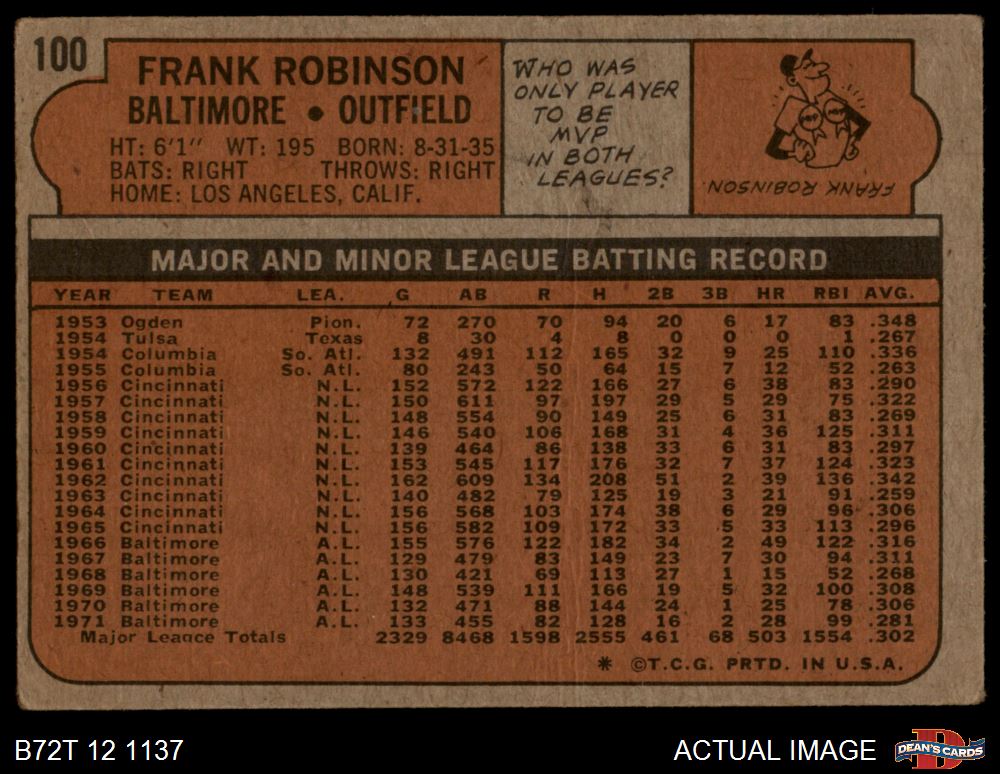 100
FRANK ROBINSON
BALTIMORE • OUTFIELD
HT: 6'1" WT: 195 BORN: 8-31-35
BATS: RIGHT THROWS: RIGHT
HOME: LOS ANGELES, CALIF.
WHO WAS
ONLY PLAYER
TO BE
MVP
IN BOTH
LEAGUES?
MVP MVP
FRANK ROBINSON
MAJOR AND MINOR LEAGUE BATTING RECORD
YEAR TEAM LEA. G AB R H 2B 3B HR RBI AVG.
1953 Ogden Pion. 72 270 70 94 20 6 17 83 .348
1954 Tulsa Texas 8 30 4 8 0 0 0 1 .267
1954 Columbia So. Atl. 132 491 112 165 32 9 25 110 .336
1955 Columbia So. Atl. 80 243 50 64 15 7 12 52 .263
1956 Cincinnati N.L. 152 572 122 166 27 6 38 83 .290
1957 Cincinnati N.L. 150 611 97 197 29 5 29 75 .322
1958 Cincinnati N.L. 148 554 90 149 25 6 31 83 .269
1959 Cincinnati N.L. 146 540 106 168 31 4 36 125 .311
1960 Cincinnati N.L. 139 464 86 138 33 6 31 83 .297
1961 Cincinnati N.L. 153 545 117 176 32 7 37 124 .323
1962 Cincinnati N.L. 162 609 134 208 51 2 39 136 .342
1963 Cincinnati N.L. 140 482 79 125 19 3 21 91 .259
1964 Cincinnati N.L. 156 568 103 174 38 6 29 96 .306
1965 Cincinnati N.L. 156 582 109 172 33 5 33 113 .296
1966 Baltimore A.L. 155 576 122 182 34 2 49 122 .316
1967 Baltimore A.L. 129 479 83 149 23 7 30 94 .311
1968 Baltimore A.L. 130 421 69 113 27 1 15 52 .268
1969 Baltimore A.L. 148 539 111 166 19 5 32 100 .308
1970 Baltimore A.L. 132 471 88 144 24 1 25 78 .306
1971 Baltimore A.L. 133 455 82 128 16 2 28 99 .281
Major League Totals 2329 8468 1598 2555 461 68 503 1554 .302
* ©T.C.G. PRTD. IN U.S.A.
B72T 12 1137 ACTUAL IMAGE D DEAN'S CARDS